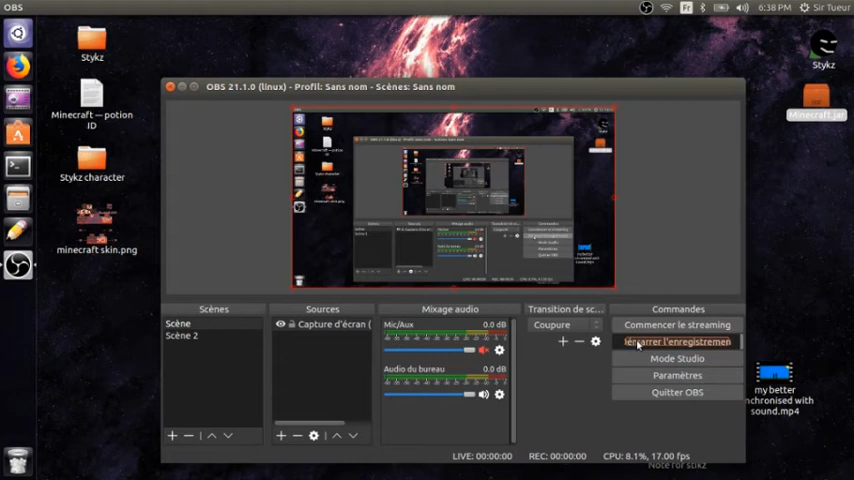 OBS
Fr
6:38 PM
Sir Tueur
Stykz
Minecraft — potion
ID
Stykz character
minecraft skin.png
Stykz
Minecraft.jar
OBS 21.1.0 (linux) - Profil: Sans nom - Scènes: Sans nom
Scènes
Sources
Mixage audio
Transition de sc...
Commandes
Scène
Scène 2
Capture d'écran (
Mic/Aux
0.0 dB
Audio du bureau
0.0 dB
Coupure
Commencer le streaming
émarrer l'enregistremen
Mode Studio
Paramètres
Quitter OBS
LIVE: 00:00:00
REC: 00:00:00
CPU: 8.1%, 17.00 fps
my better
nchronised with
sound.mp4
Note for stikz